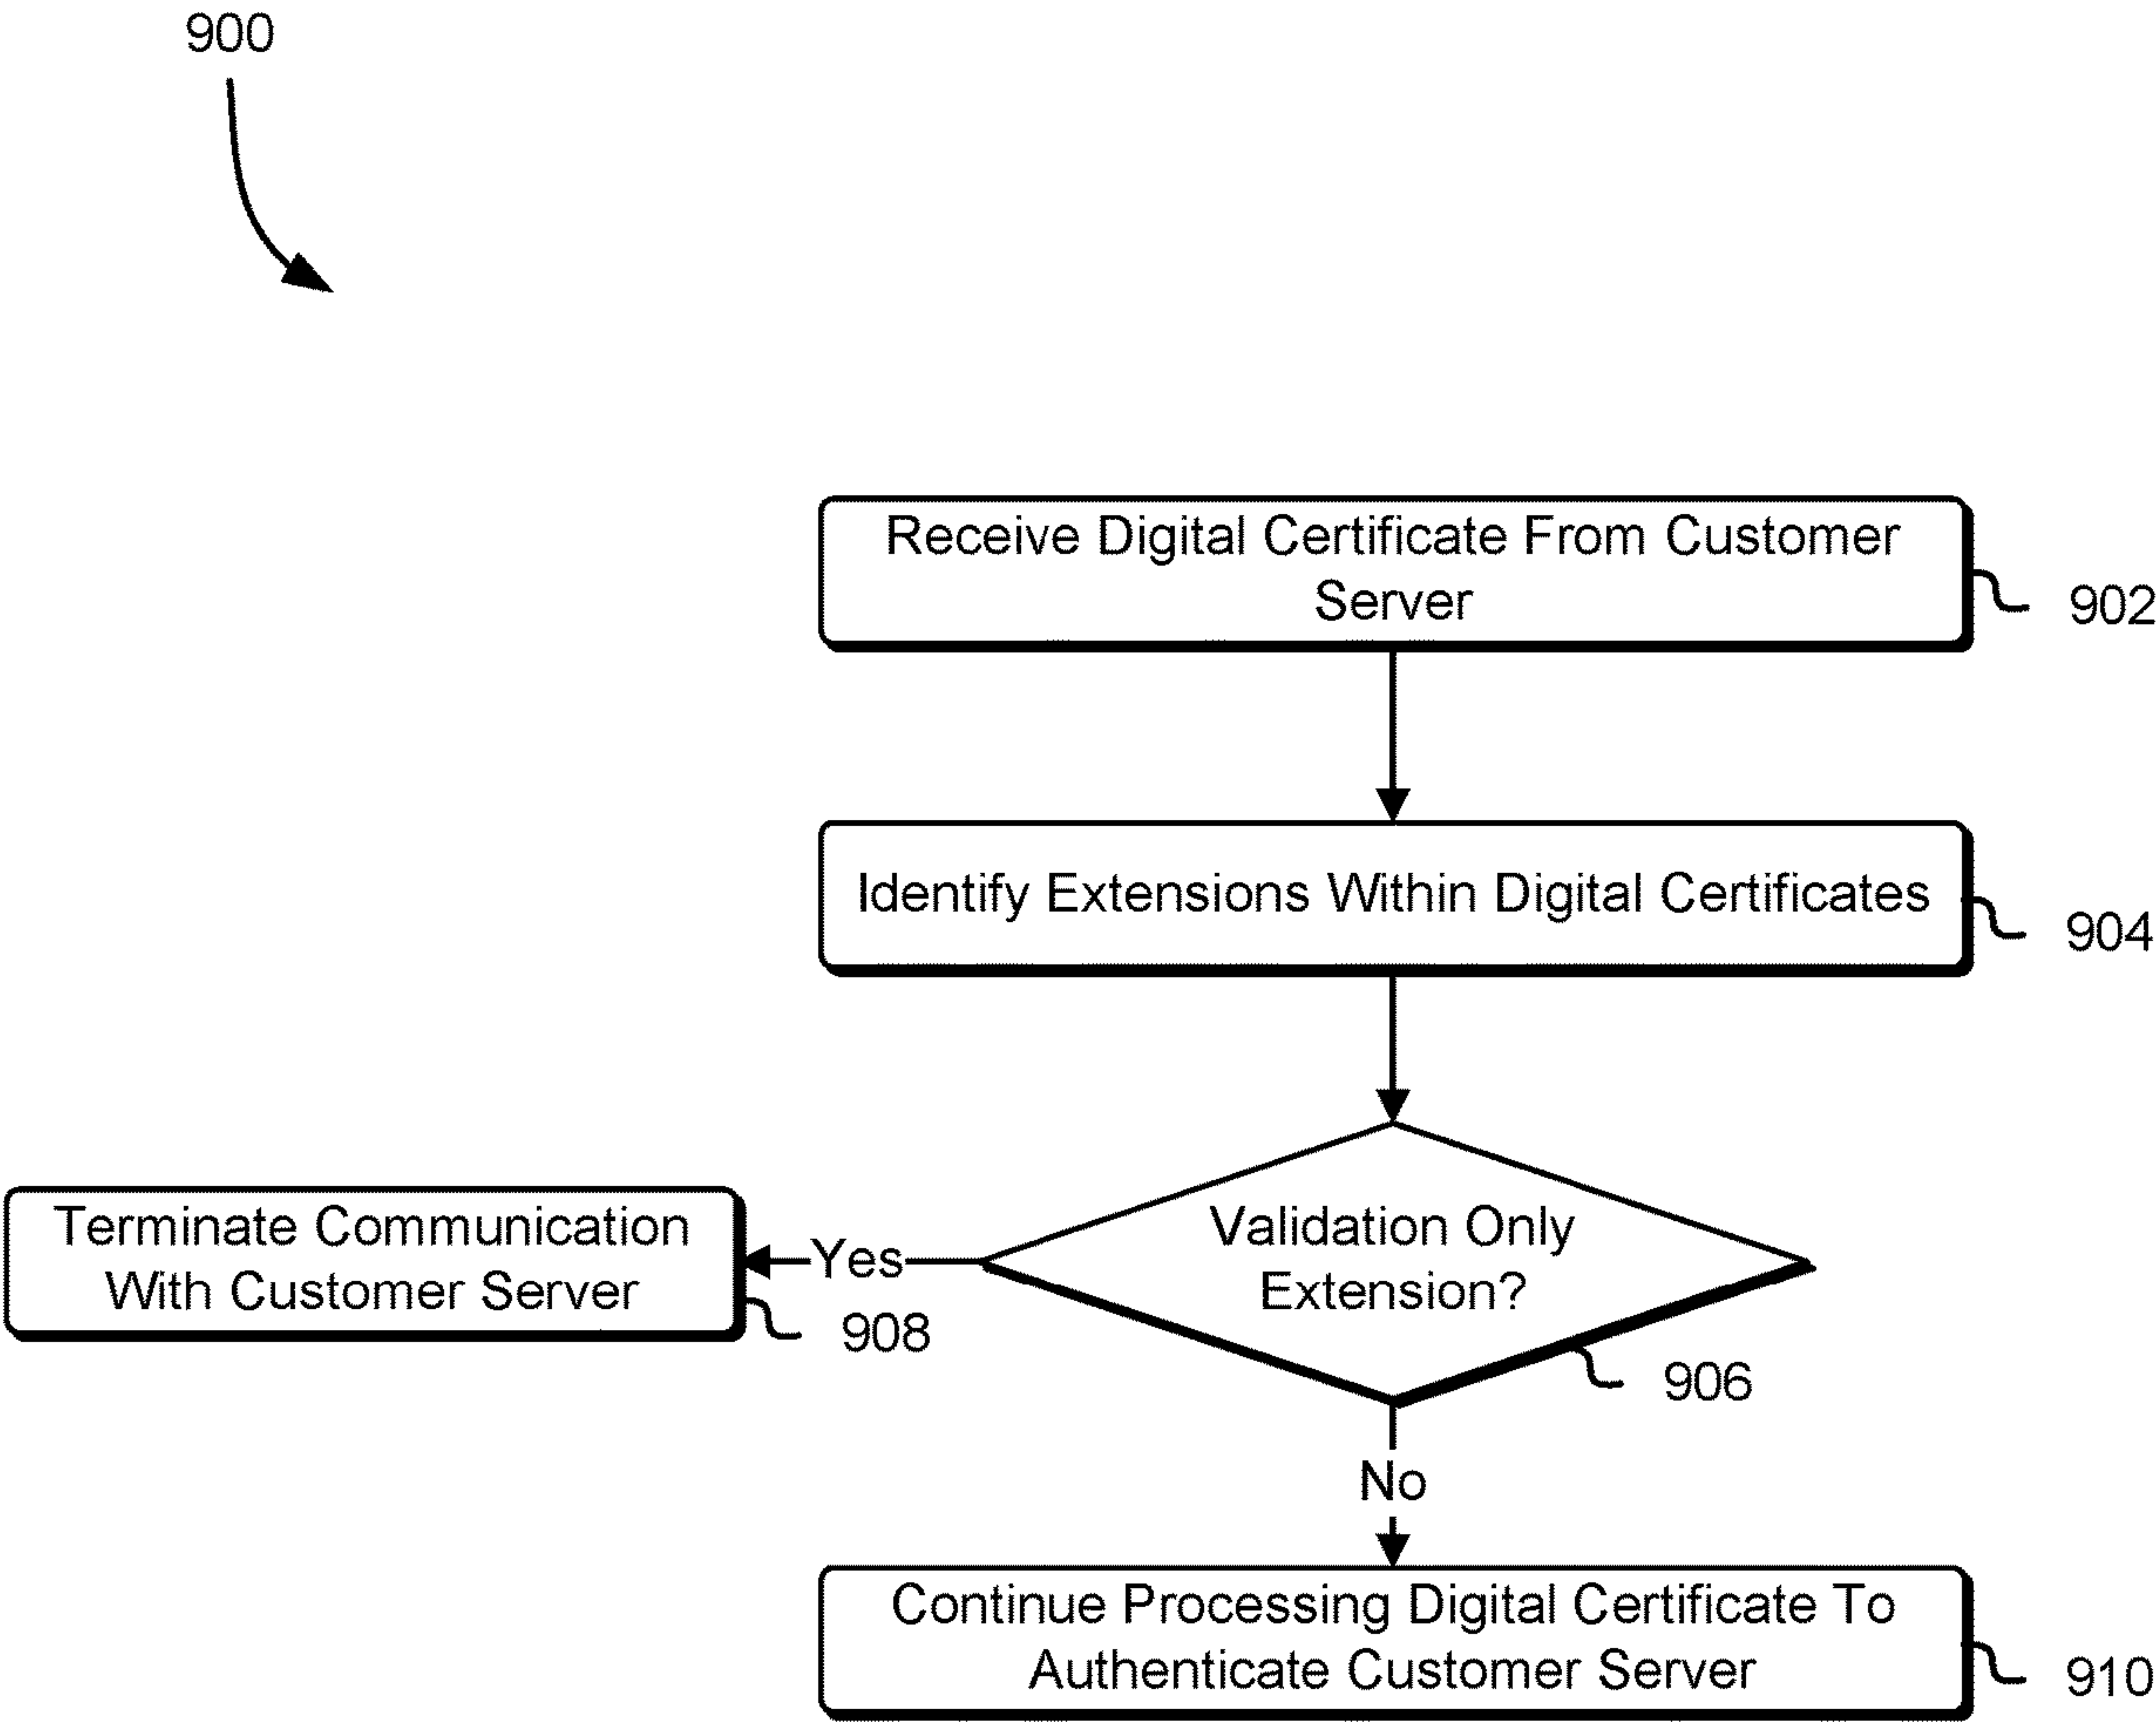 900
Receive Digital Certificate From Customer
Server
902
Identify Extensions Within Digital Certificates
904
Validation Only
Extension?
906
Yes
Terminate Communication
With Customer Server
908
No
Continue Processing Digital Certificate To
Authenticate Customer Server
910